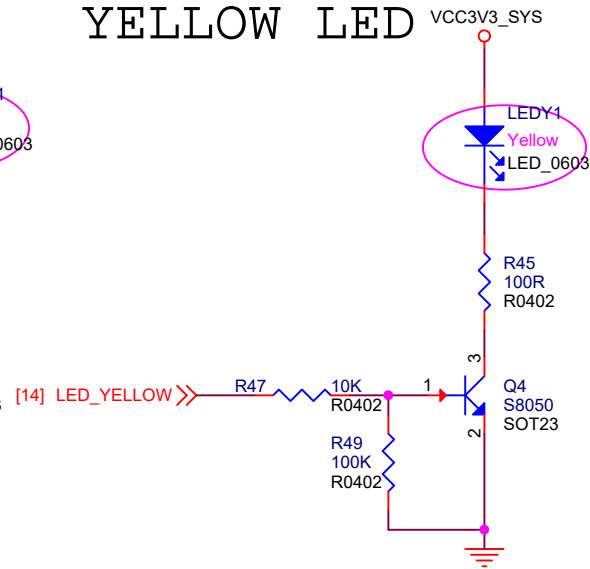 YELLOW LED
VCC3V3_SYS
LEDY1
Yellow
LED_0603
0603
R45
100R
R0402
3
[14] LED_YELLOW
R47
10K
R0402
1
Q4
S8050
SOT23
2
R49
100K
R0402